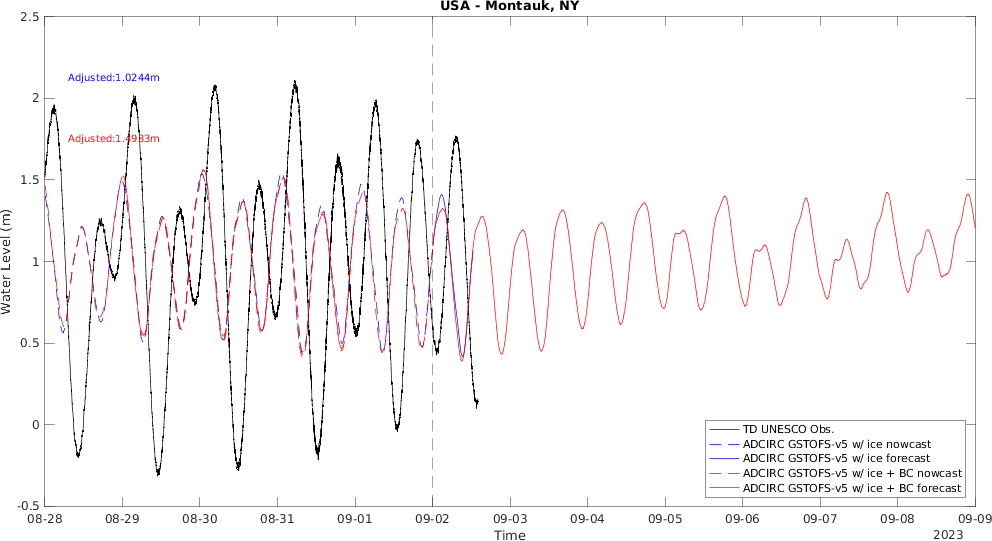 USA - Montauk, NY
2.5
2
1.5
1
0.5
0
-0.5
Water Level (m)
Adjusted:1.0244m
Adjusted:1.4983m
TD UNESCO Obs.
ADCIRC GSTOFS-v5 w/ ice nowcast
ADCIRC GSTOFS-v5 w/ ice forecast
ADCIRC GSTOFS-v5 w/ ice + BC nowcast
ADCIRC GSTOFS-v5 w/ ice + BC forecast
08-28 08-29 08-30 08-31 09-01 09-02 09-03 09-04 09-05 09-06 09-07 09-08 09-09
Time
2023